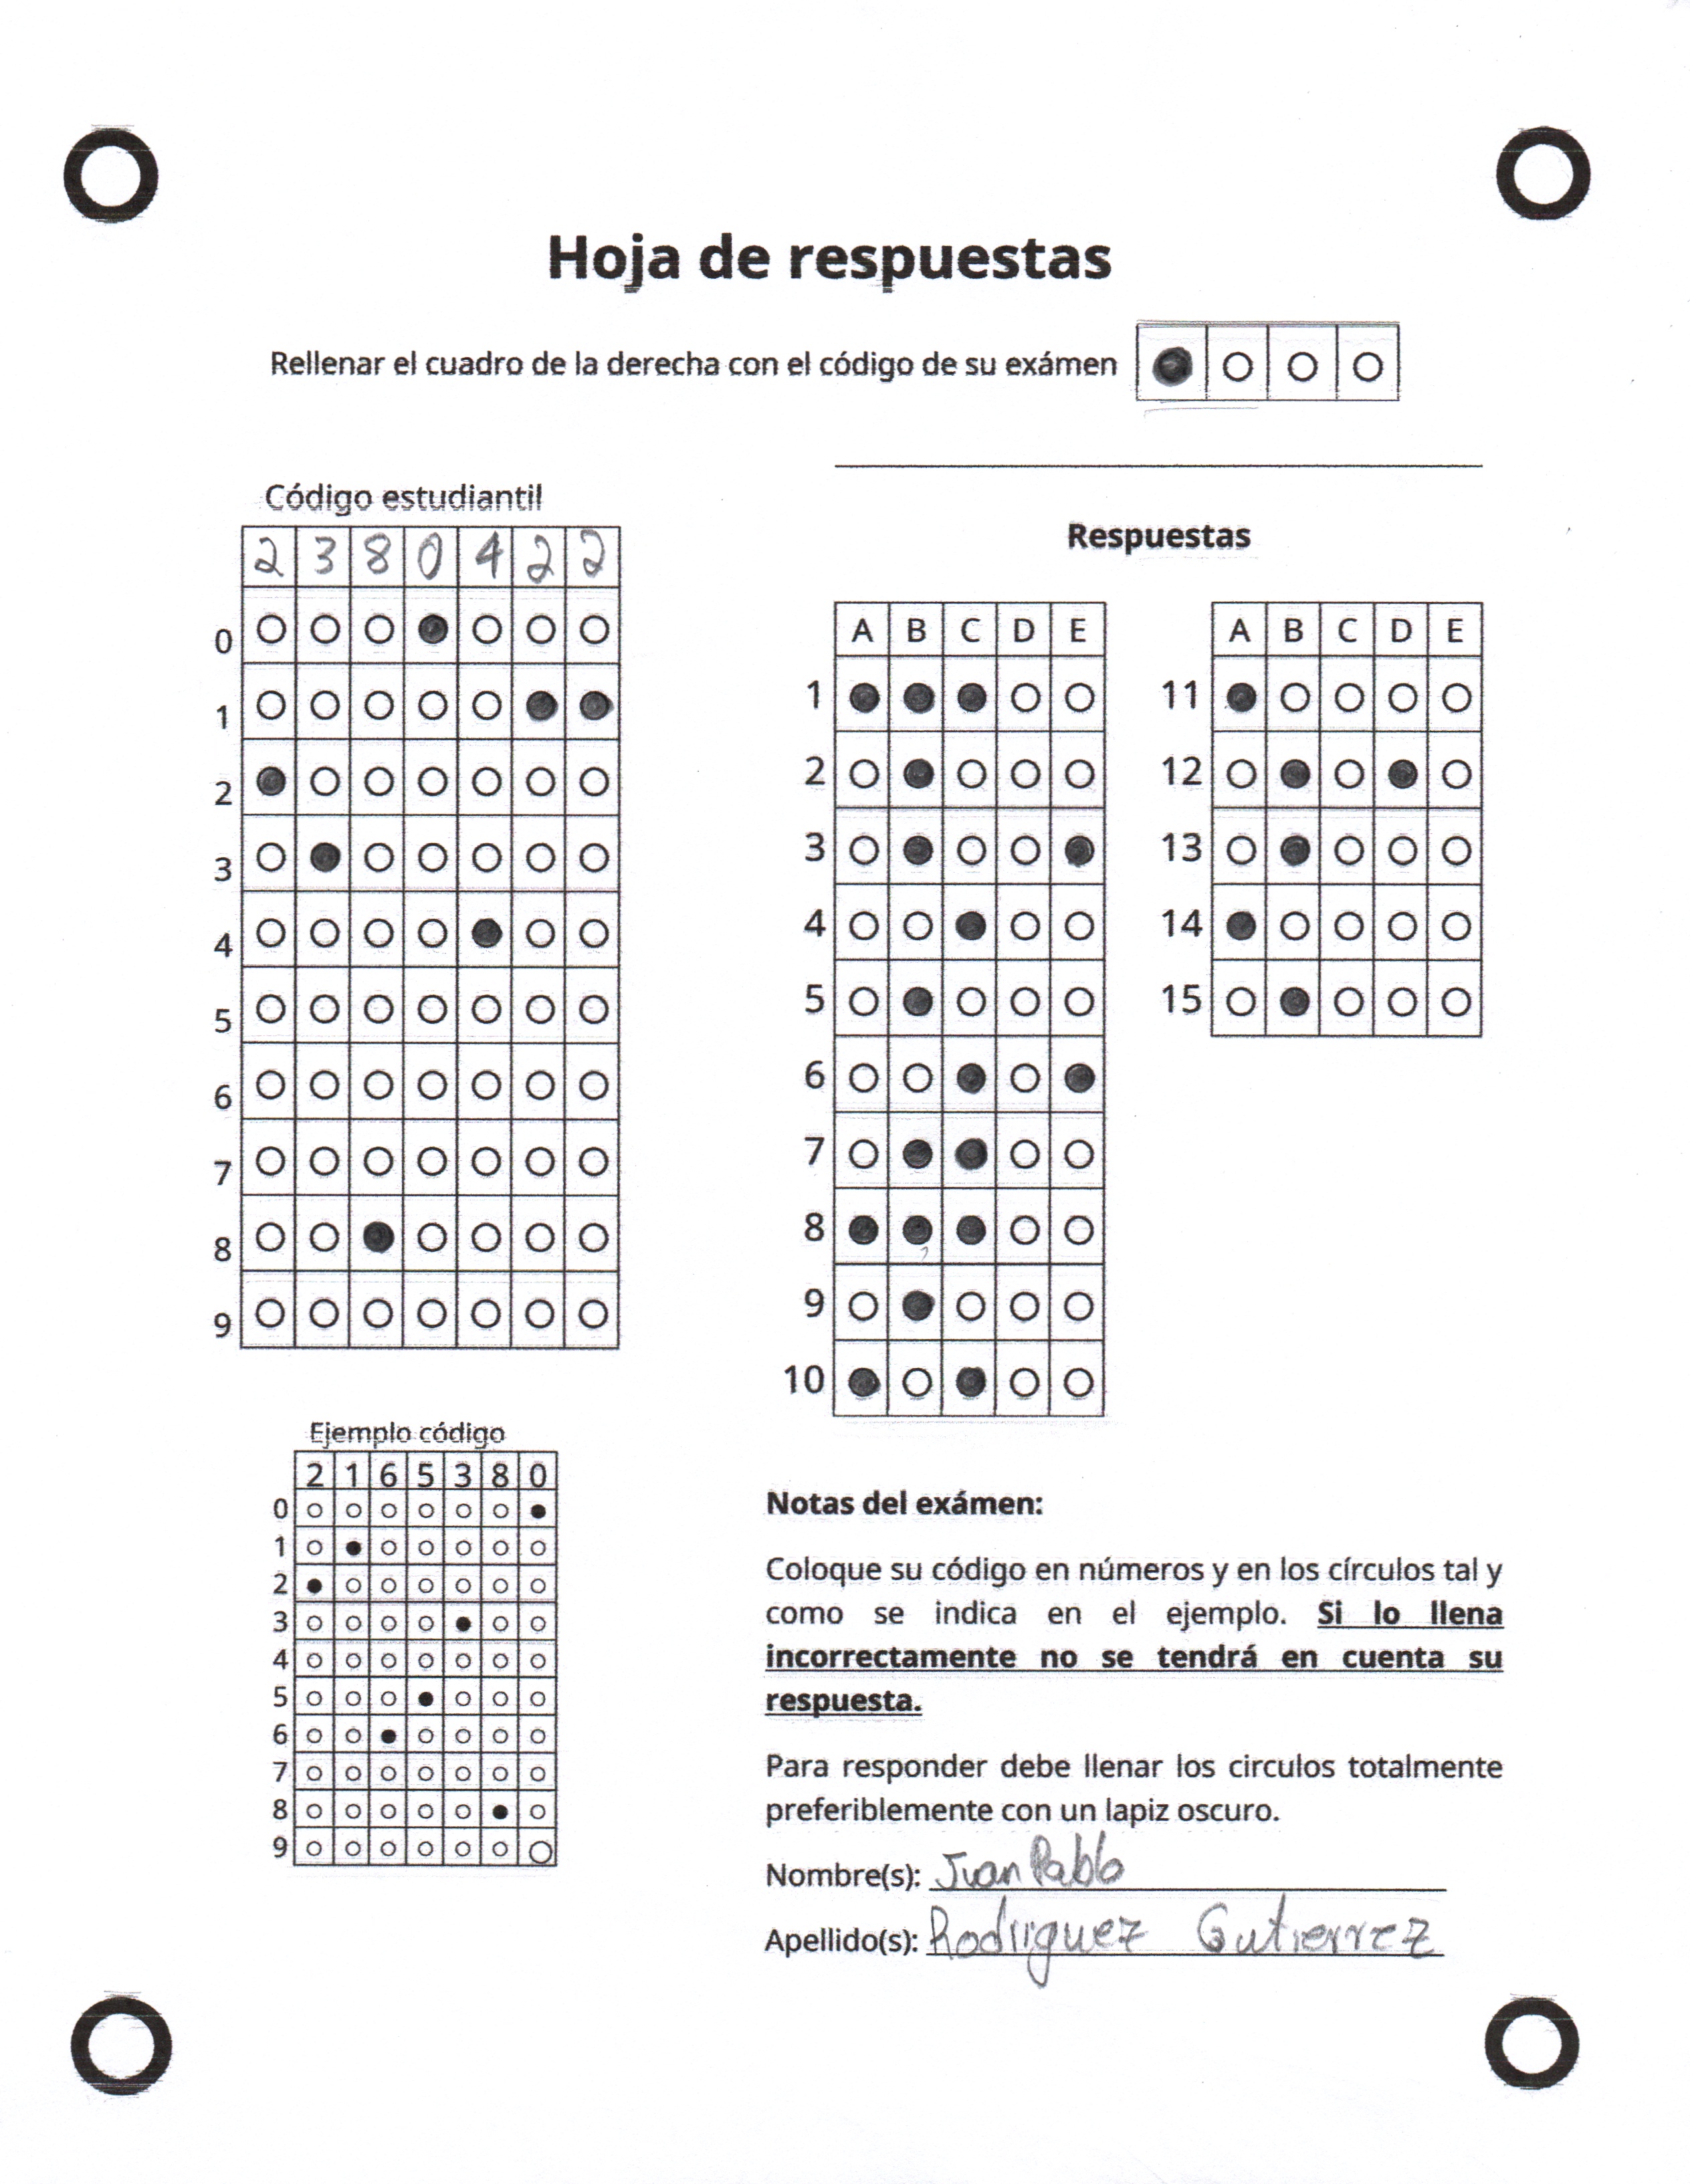 Hoja de respuestas
Rellenar el cuadro de la derecha con el código de su exámen
Código estudiantil
2 3 8 0 4 2 2
0
1
2
3
4
5
6
7
8
9
Respuestas
A B C D E
1
2
3
4
5
6
7
8
9
10
A B C D E
11
12
13
14
15
Ejemplo código
2 1 6 5 3 8 0
0
1
2
3
4
5
6
7
8
9
Notas del exámen:
Coloque su código en números y en los círculos tal y
como se indica en el ejemplo. Si lo llena
incorrectamente no se tendrá en cuenta su
respuesta.
Para responder debe llenar los circulos totalmente
preferiblemente con un lapiz oscuro.
Nombre(s): Juan Pablo
Apellido(s): Rodriguez Gutierrez